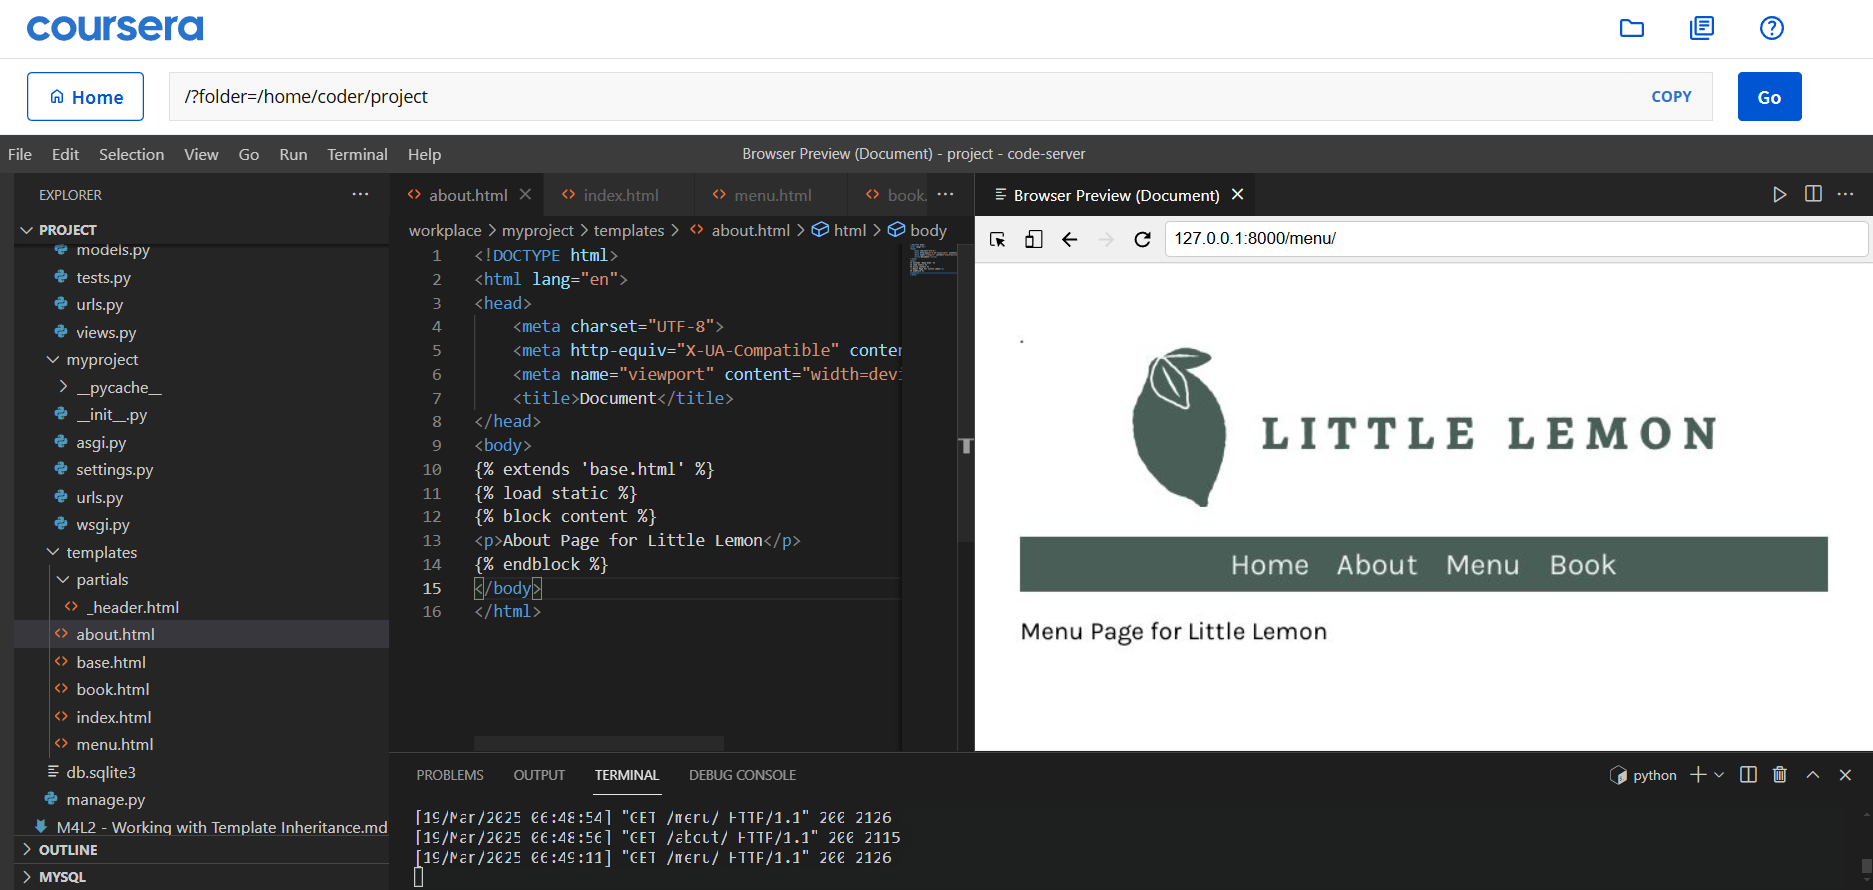 coursera
Home
/?folder=/home/coder/project
COPY
Go
File Edit Selection View Go Run Terminal Help
Browser Preview (Document) - project - code-server
EXPLORER
PROJECT
models.py
tests.py
urls.py
views.py
myproject
__pycache__
__init__.py
asgi.py
settings.py
urls.py
wsgi.py
templates
partials
_header.html
about.html
base.html
book.html
index.html
menu.html
db.sqlite3
manage.py
M4L2 - Working with Template Inheritance.md
OUTLINE
MYSQL
about.html index.html menu.html book.
workplace > myproject > templates > about.html > html > body
1 <!DOCTYPE html>
2 <html lang="en">
3 <head>
4 <meta charset="UTF-8">
5 <meta http-equiv="X-UA-Compatible" conten
6 <meta name="viewport" content="width=devi
7 <title>Document</title>
8 </head>
9 <body>
10 {% extends 'base.html' %}
11 {% load static %}
12 {% block content %}
13 <p>About Page for Little Lemon</p>
14 {% endblock %}
15 </body>
16 </html>
Browser Preview (Document)
127.0.0.1:8000/menu/
.
LITTLE LEMON
Home About Menu Book
Menu Page for Little Lemon
PROBLEMS OUTPUT TERMINAL DEBUG CONSOLE
python
[19/Mar/2025 06:48:54] "GET /menu/ HTTP/1.1" 200 2126
[19/Mar/2025 06:48:56] "GET /about/ HTTP/1.1" 200 2115
[19/Mar/2025 06:49:11] "GET /menu/ HTTP/1.1" 200 2126